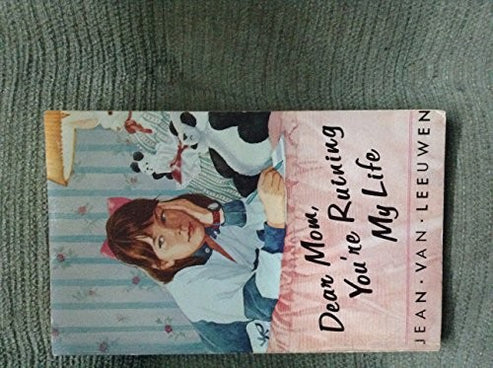 Dear Mom,
You're Ruining
My Life
JEAN · VAN · LEEUWEN